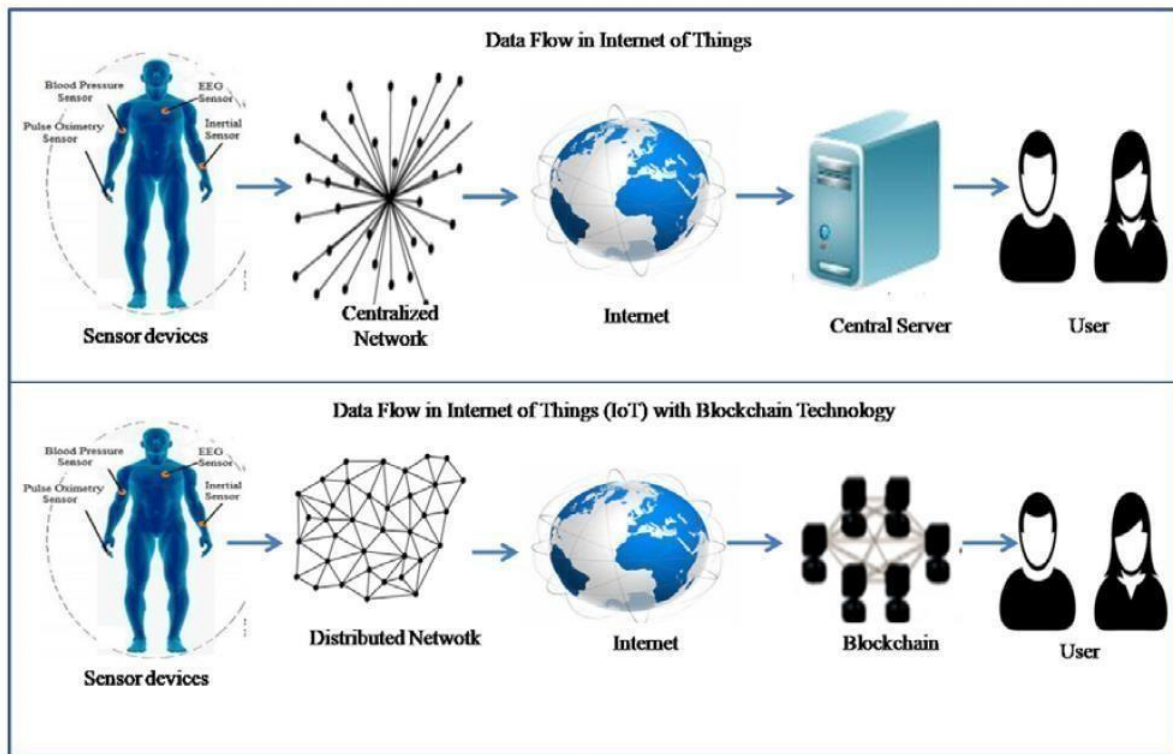 Data Flow in Internet of Things
Blood Pressure
Sensor
EEG
Sensor
Pulse Oximetry
Sensor
Inertial
Sensor
Sensor devices
Centralized
Network
Internet
Central Server
User
Data Flow in Internet of Things (IoT) with Blockchain Technology
Blood Pressure
Sensor
EEG
Sensor
Pulse Oximetry
Sensor
Inertial
Sensor
Sensor devices
Distributed Netwotk
Internet
Blockchain
User